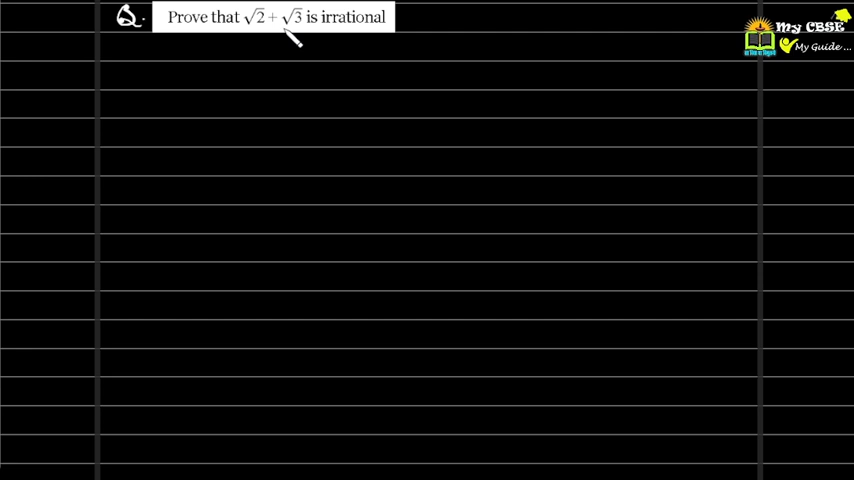 Q. Prove that √2 + √3 is irrational
My CBSE
My Guide ...